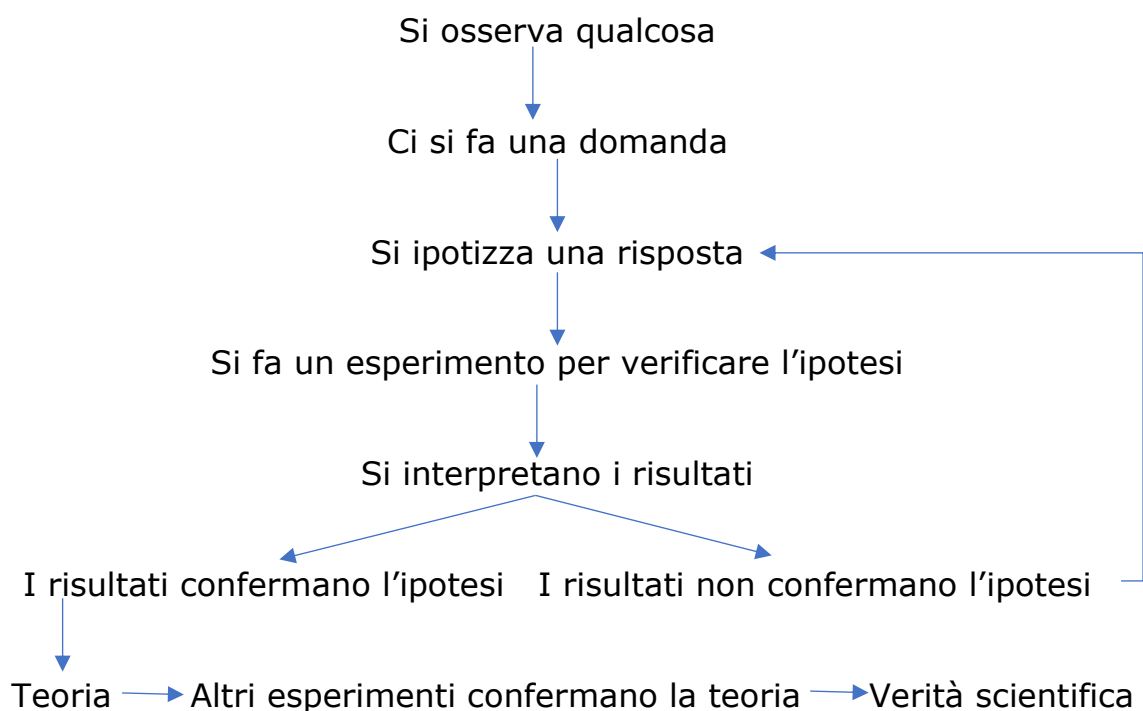 Si osserva qualcosa
Ci si fa una domanda
Si ipotizza una risposta
Si fa un esperimento per verificare l’ipotesi
Si interpretano i risultati
I risultati confermano l’ipotesi
I risultati non confermano l’ipotesi
Teoria
Altri esperimenti confermano la teoria
Verità scientifica